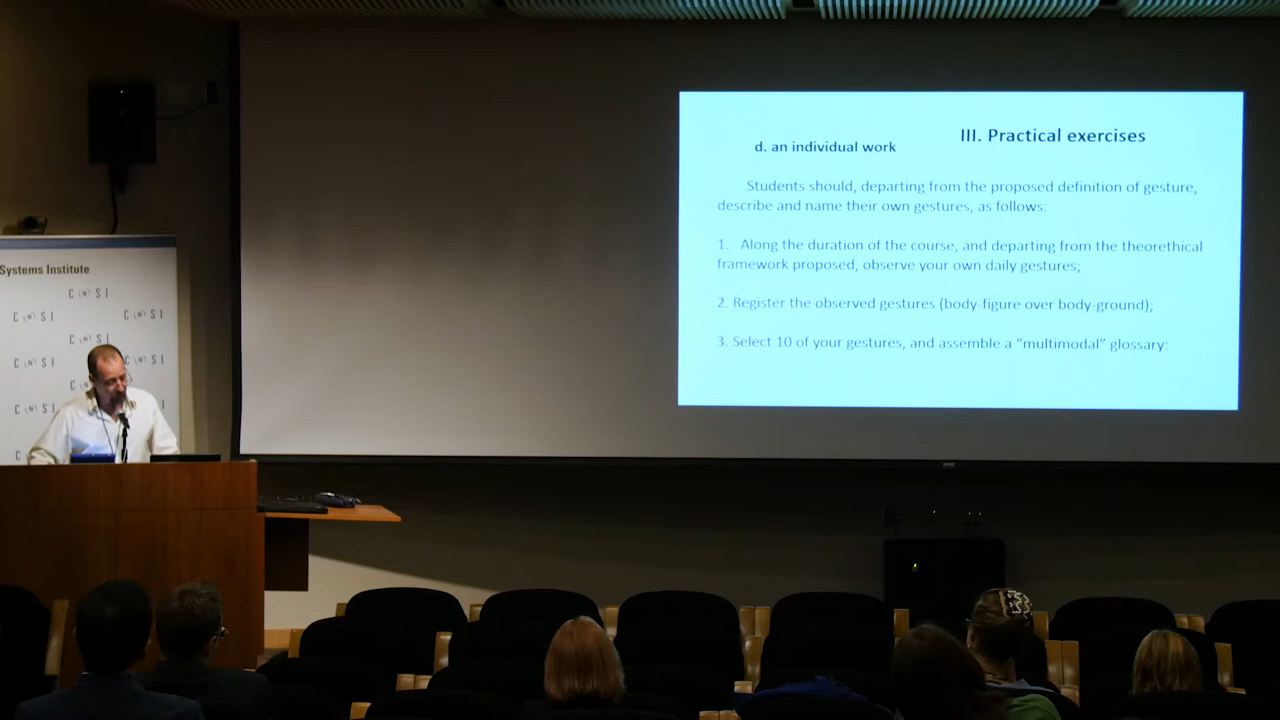 III. Practical exercises
d. an individual work
Students should, departing from the proposed definition of gesture,
describe and name their own gestures, as follows:
1. Along the duration of the course, and departing from the theorethical
framework proposed, observe your own daily gestures;
2. Register the observed gestures (body-figure over body-ground);
3. Select 10 of your gestures, and assemble a “multimodal” glossary:
Systems Institute
C (N) S I
C (N) S I C (N) S I
C (N) S I
C (N) S I C (N) S I
C (N)
C (N) S I
C